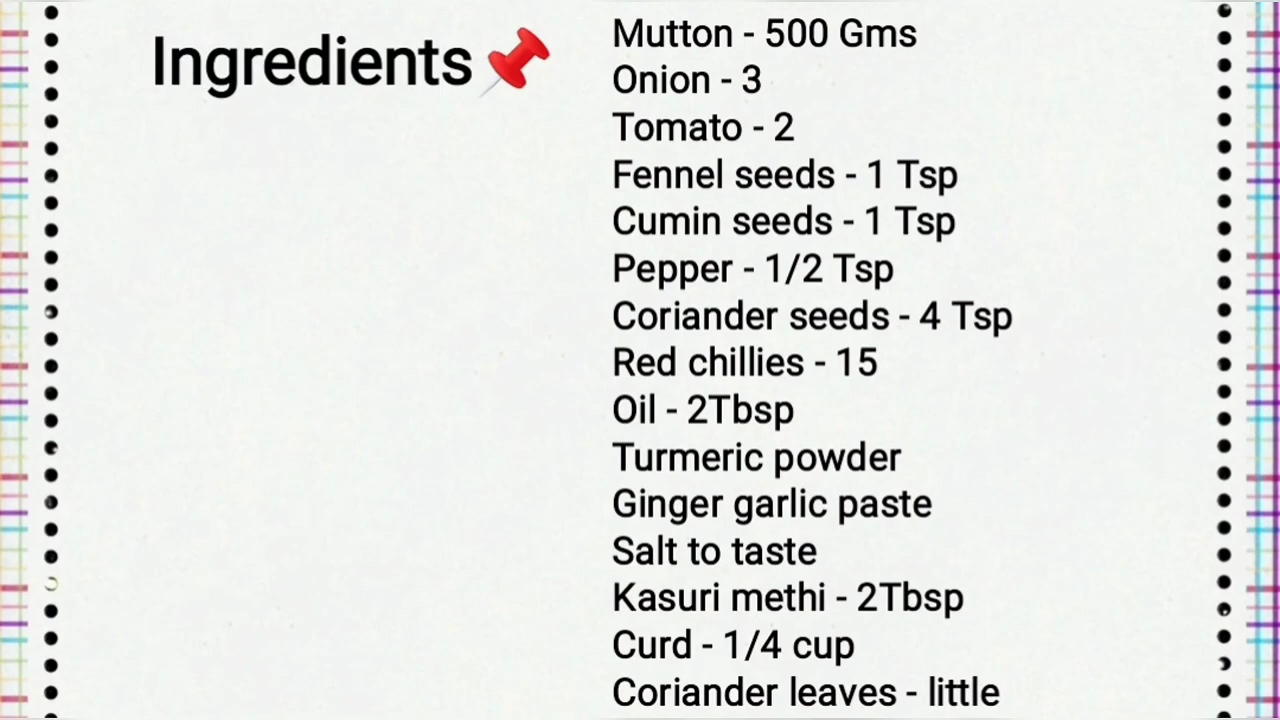 Ingredients📌
Mutton - 500 Gms
Onion - 3
Tomato - 2
Fennel seeds - 1 Tsp
Cumin seeds - 1 Tsp
Pepper - 1/2 Tsp
Coriander seeds - 4 Tsp
Red chillies - 15
Oil - 2Tbsp
Turmeric powder
Ginger garlic paste
Salt to taste
Kasuri methi - 2Tbsp
Curd - 1/4 cup
Coriander leaves - little